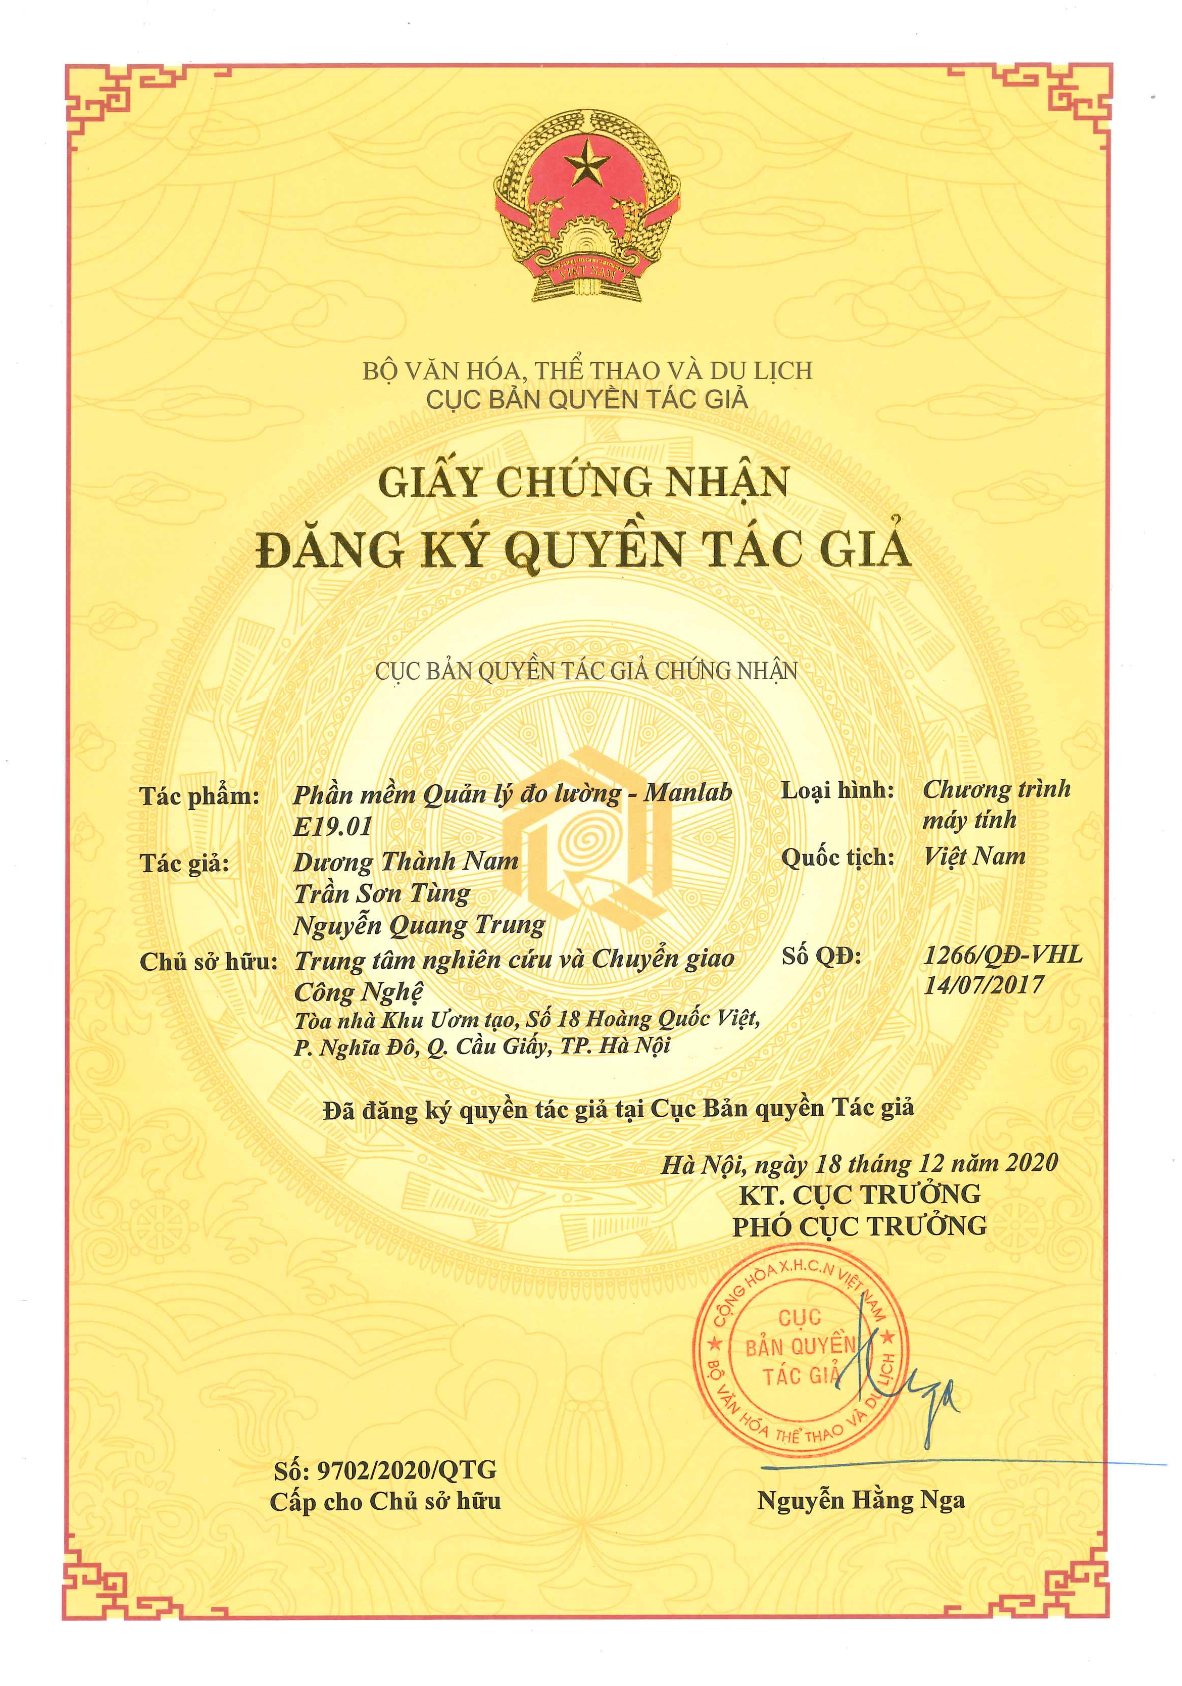 VIỆT NAM
BỘ VĂN HÓA, THỂ THAO VÀ DU LỊCH
CỤC BẢN QUYỀN TÁC GIẢ
GIẤY CHỨNG NHẬN
ĐĂNG KÝ QUYỀN TÁC GIẢ
CỤC BẢN QUYỀN TÁC GIẢ CHỨNG NHẬN
Tác phẩm: Phần mềm Quản lý đo lường - Manlab
E19.01
Loại hình: Chương trình
máy tính
Tác giả: Dương Thành Nam
Trần Sơn Tùng
Nguyễn Quang Trung
Quốc tịch: Việt Nam
Chủ sở hữu: Trung tâm nghiên cứu và Chuyển giao
Công Nghệ
Tòa nhà Khu Ươm tạo, Số 18 Hoàng Quốc Việt,
P. Nghĩa Đô, Q. Cầu Giấy, TP. Hà Nội
Số QĐ: 1266/QĐ-VHL
14/07/2017
Đã đăng ký quyền tác giả tại Cục Bản quyền Tác giả
Hà Nội, ngày 18 tháng 12 năm 2020
KT. CỤC TRƯỞNG
PHÓ CỤC TRƯỞNG
CỘNG HÒA X.H.C.N VIỆT NAM
CỤC
BẢN QUYỀN
TÁC GIẢ
BỘ VĂN HÓA THỂ THAO VÀ DU LỊCH
Nga
Số: 9702/2020/QTG
Cấp cho Chủ sở hữu
Nguyễn Hằng Nga